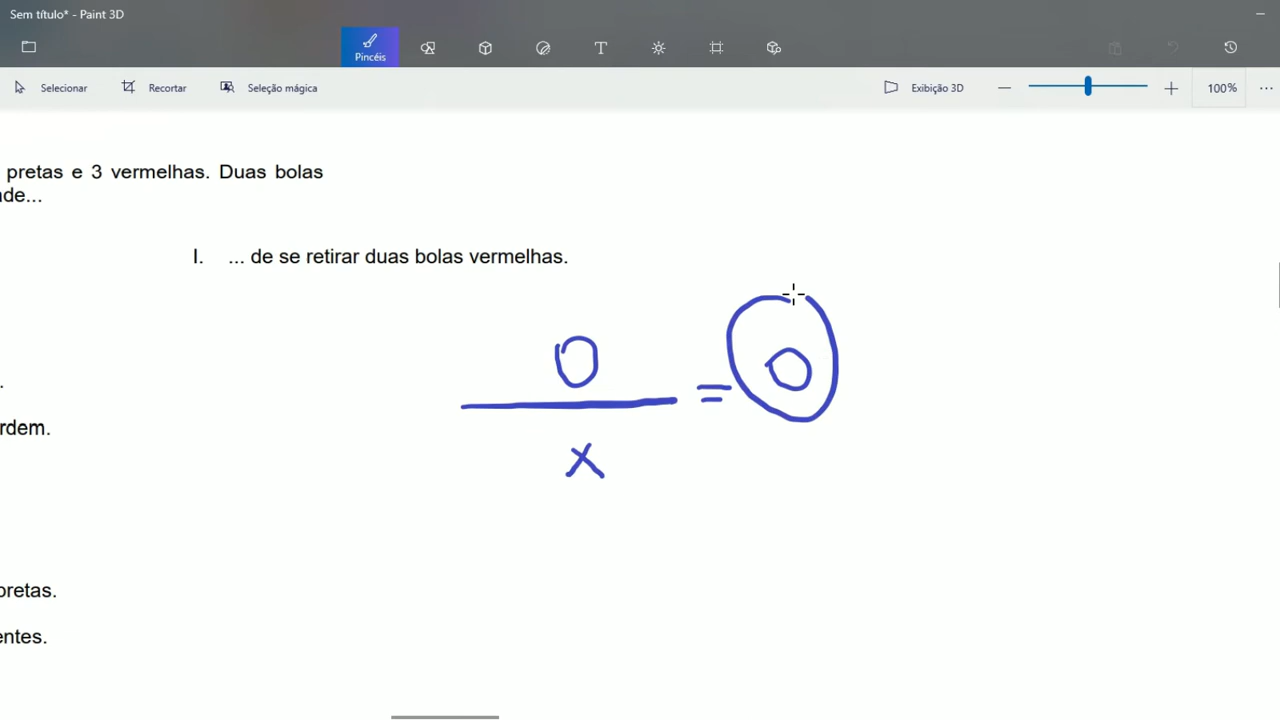 Sem título* - Paint 3D
Pincéis
Selecionar Recortar Seleção mágica Exibição 3D 100%
pretas e 3 vermelhas. Duas bolas
nde...
I. ... de se retirar duas bolas vermelhas.
0
= 0
x
.
rdem.
pretas.
entes.